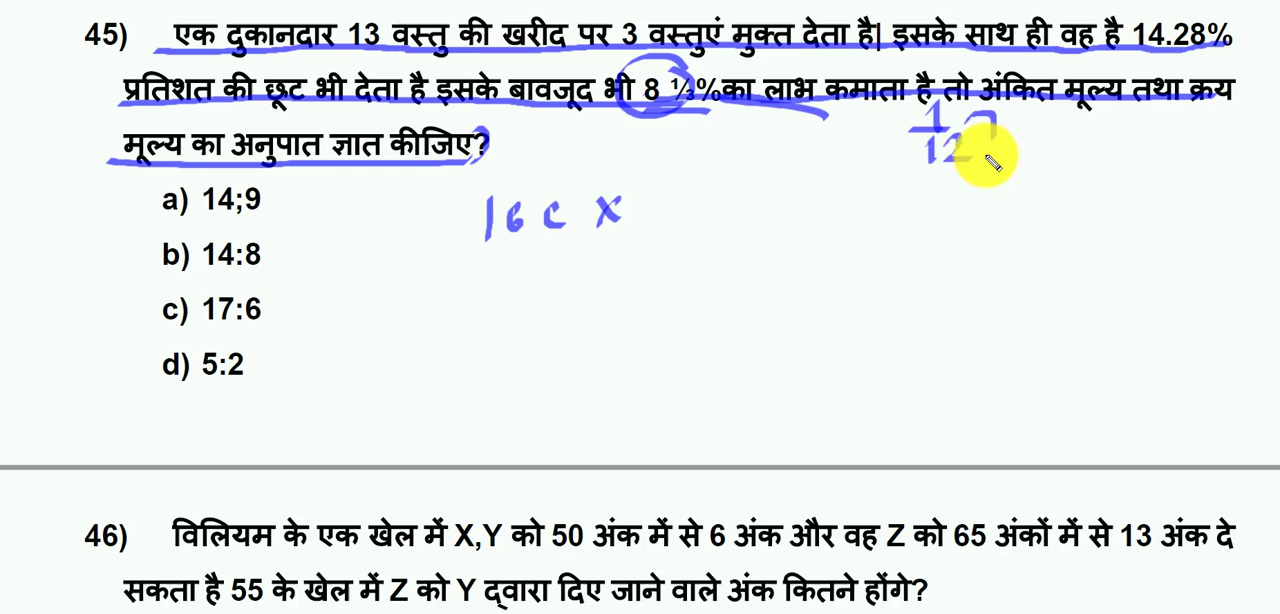 45) एक दुकानदार 13 वस्तु की खरीद पर 3 वस्तुएं मुक्त देता है| इसके साथ ही वह है 14.28%
प्रतिशत की छूट भी देता है इसके बावजूद भी 8 ⅓%का लाभ कमाता है तो अंकित मूल्य तथा क्रय
मूल्य का अनुपात ज्ञात कीजिए?
1
12
a) 14;9
16 C X
b) 14:8
c) 17:6
d) 5:2
46) विलियम के एक खेल में X,Y को 50 अंक में से 6 अंक और वह Z को 65 अंकों में से 13 अंक दे
सकता है 55 के खेल में Z को Y द्वारा दिए जाने वाले अंक कितने होंगे?